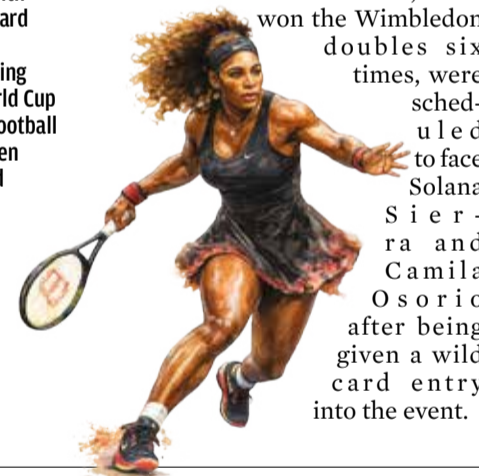 ard
ing
rld Cup
ootball
en
won the Wimbledon
doubles six
times, were
sched-
uled
to face
Solana
Sier-
ra and
Camila
Osorio
after being
given a wild
card entry
into the event.